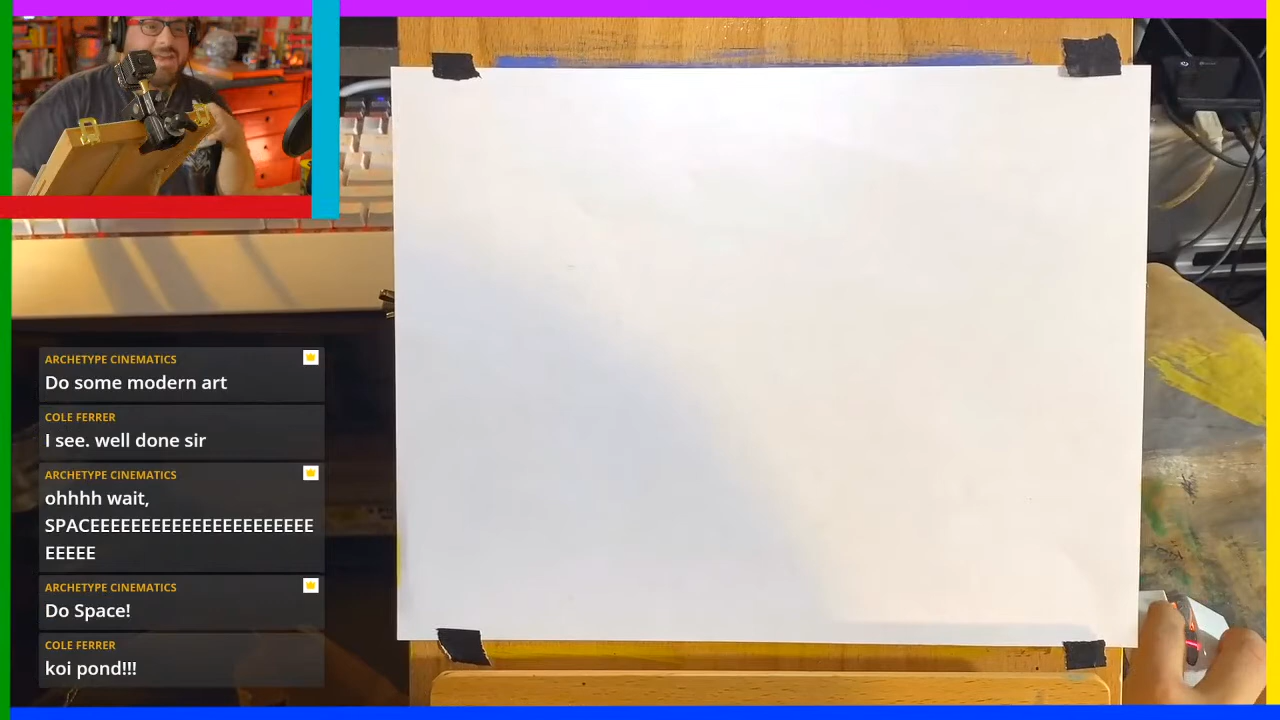 ARCHETYPE CINEMATICS
Do some modern art
COLE FERRER
I see. well done sir
ARCHETYPE CINEMATICS
ohhhh wait,
SPACEEEEEEEEEEEEEEEEEEEEEE
EEEEE
ARCHETYPE CINEMATICS
Do Space!
COLE FERRER
koi pond!!!